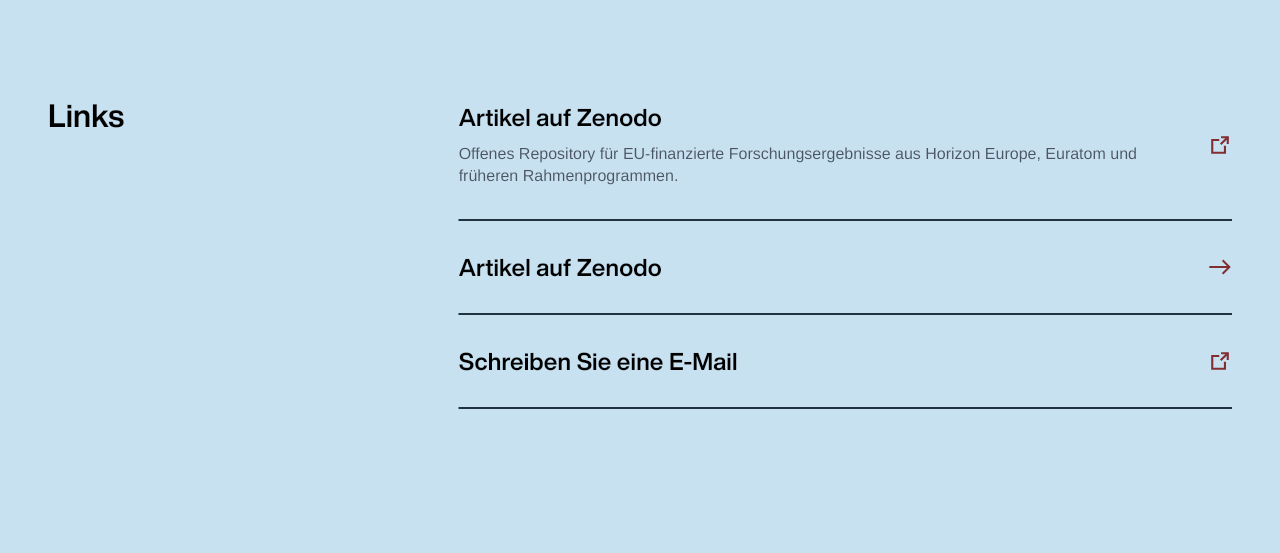 Links
Artikel auf Zenodo
Offenes Repository für EU-finanzierte Forschungsergebnisse aus Horizon Europe, Euratom und
früheren Rahmenprogrammen.
Artikel auf Zenodo
Schreiben Sie eine E-Mail